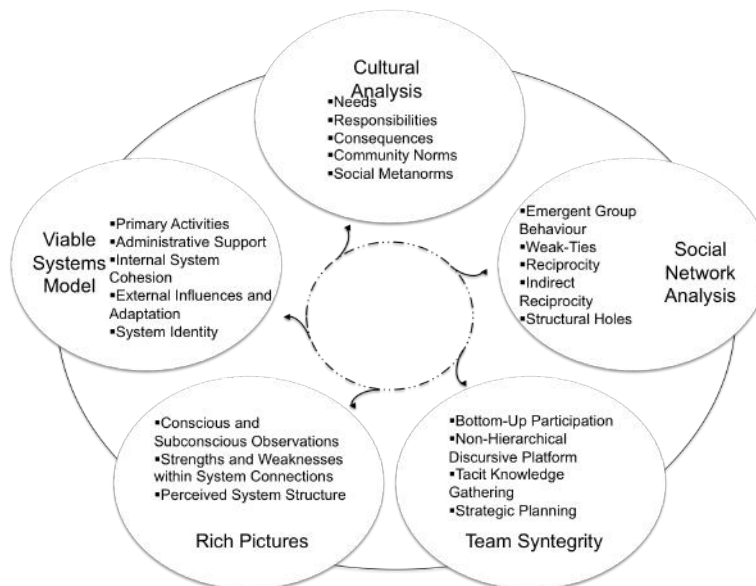 Cultural
Analysis
▪Needs
▪Responsibilities
▪Consequences
▪Community Norms
▪Social Metanorms
Viable
Systems
Model
▪Primary Activities
▪Administrative Support
▪Internal System
Cohesion
▪External Influences and
Adaptation
▪System Identity
▪Emergent Group
Behaviour
▪Weak-Ties
▪Reciprocity
▪Indirect
Reciprocity
▪Structural Holes
Social
Network
Analysis
▪Conscious and
Subconscious Observations
▪Strengths and Weaknesses
within System Connections
▪Perceived System Structure
Rich Pictures
▪Bottom-Up Participation
▪Non-Hierarchical
Discursive Platform
▪Tacit Knowledge
Gathering
▪Strategic Planning
Team Syntegrity